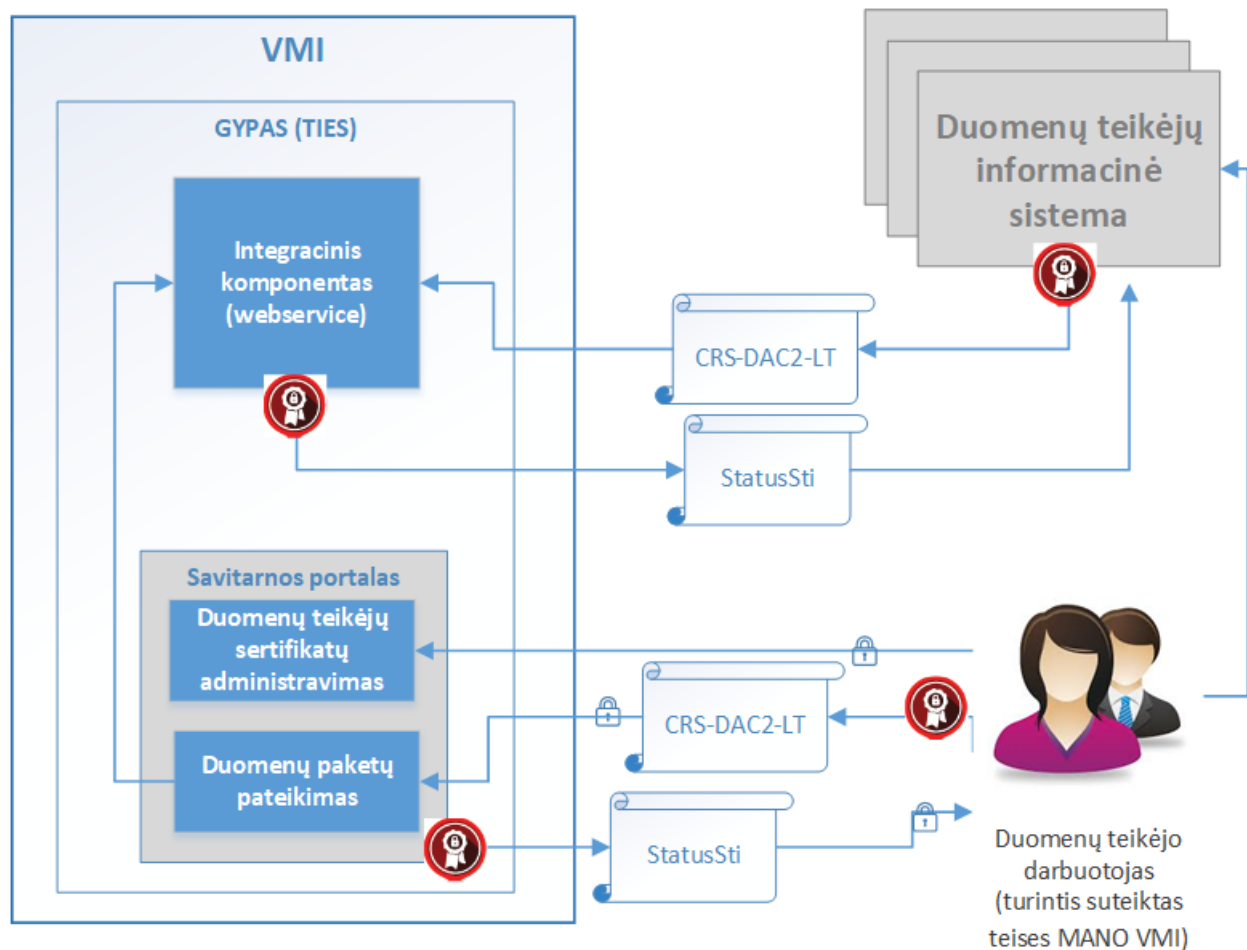 VMI
GYPAS (TIES)
Integracinis
komponentas
(webservice)
Duomenų teikėjų
informacinė
sistema
CRS-DAC2-LT
StatusSti
Savitarnos portalas
Duomenų teikėjų
sertifikatų
administravimas
Duomenų paketų
pateikimas
CRS-DAC2-LT
StatusSti
Duomenų teikėjo
darbuotojas
(turintis suteiktas
teises MANO VMI)